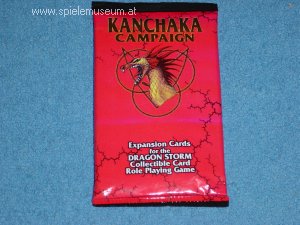 www.spielemuseum.at
KANCHAKA
CAMPAIGN
Expansion Cards
for the
DRAGON STORM
Collectible Card
Role Playing Game